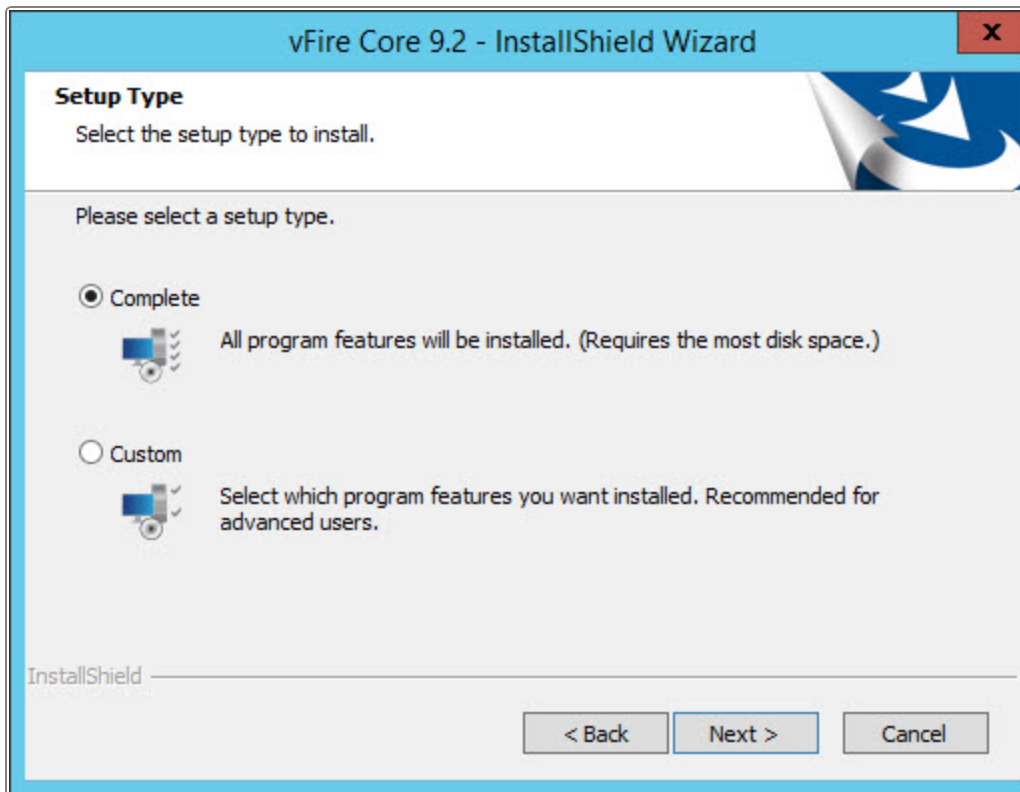 vFire Core 9.2 - InstallShield Wizard
x
Setup Type
Select the setup type to install.
Please select a setup type.
Complete
All program features will be installed. (Requires the most disk space.)
Custom
Select which program features you want installed. Recommended for
advanced users.
InstallShield
< Back
Next >
Cancel